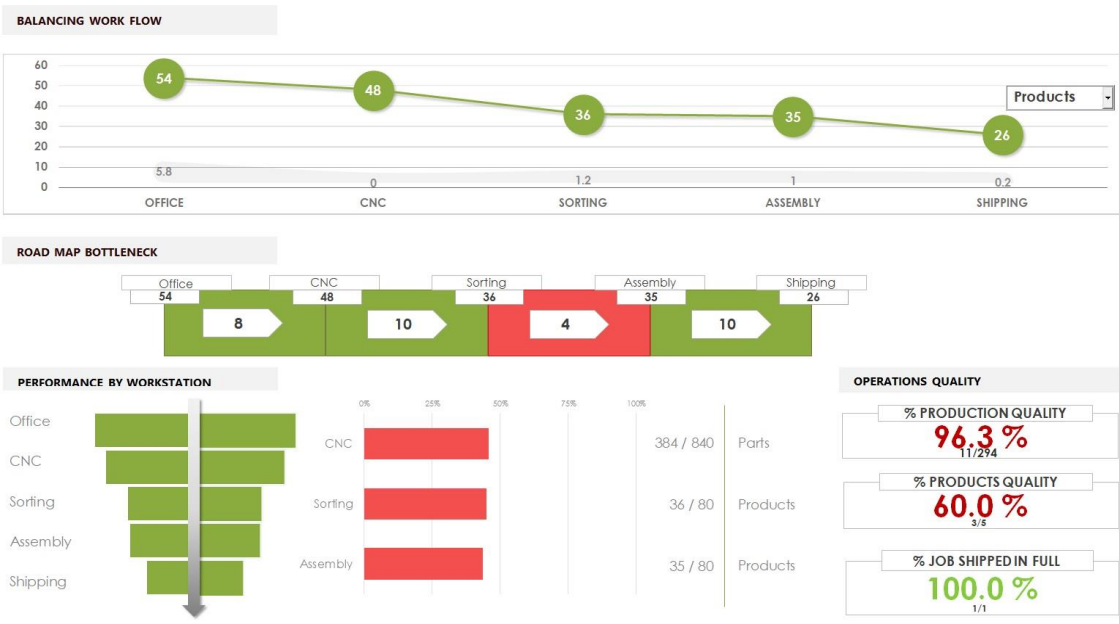 BALANCING WORK FLOW
60
50
40
30
20
10
0
54
48
36
35
26
Products
5.8
0
1.2
1
0.2
OFFICE
CNC
SORTING
ASSEMBLY
SHIPPING
ROAD MAP BOTTLENECK
Office
CNC
Sorting
Assembly
Shipping
54
48
36
35
26
8
10
4
10
PERFORMANCE BY WORKSTATION
Office
CNC
Sorting
Assembly
Shipping
0%
25%
50%
75%
100%
CNC
384 / 840
Parts
Sorting
36 / 80
Products
Assembly
35 / 80
Products
OPERATIONS QUALITY
% PRODUCTION QUALITY
96.3 %
11/294
% PRODUCTS QUALITY
60.0 %
3/5
% JOB SHIPPED IN FULL
100.0 %
1/1